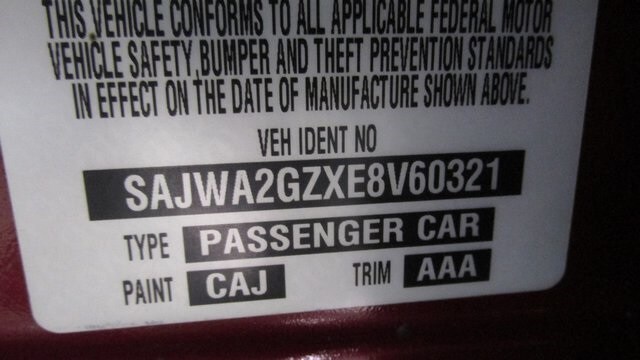 THIS VEHICLE CONFORMS TO ALL APPLICABLE FEDERAL MOTOR
VEHICLE SAFETY, BUMPER AND THEFT PREVENTION STANDARDS
IN EFFECT ON THE DATE OF MANUFACTURE SHOWN ABOVE.
VEH IDENT NO
SAJWA2GZXE8V60321
TYPE PASSENGER CAR
PAINT CAJ TRIM AAA